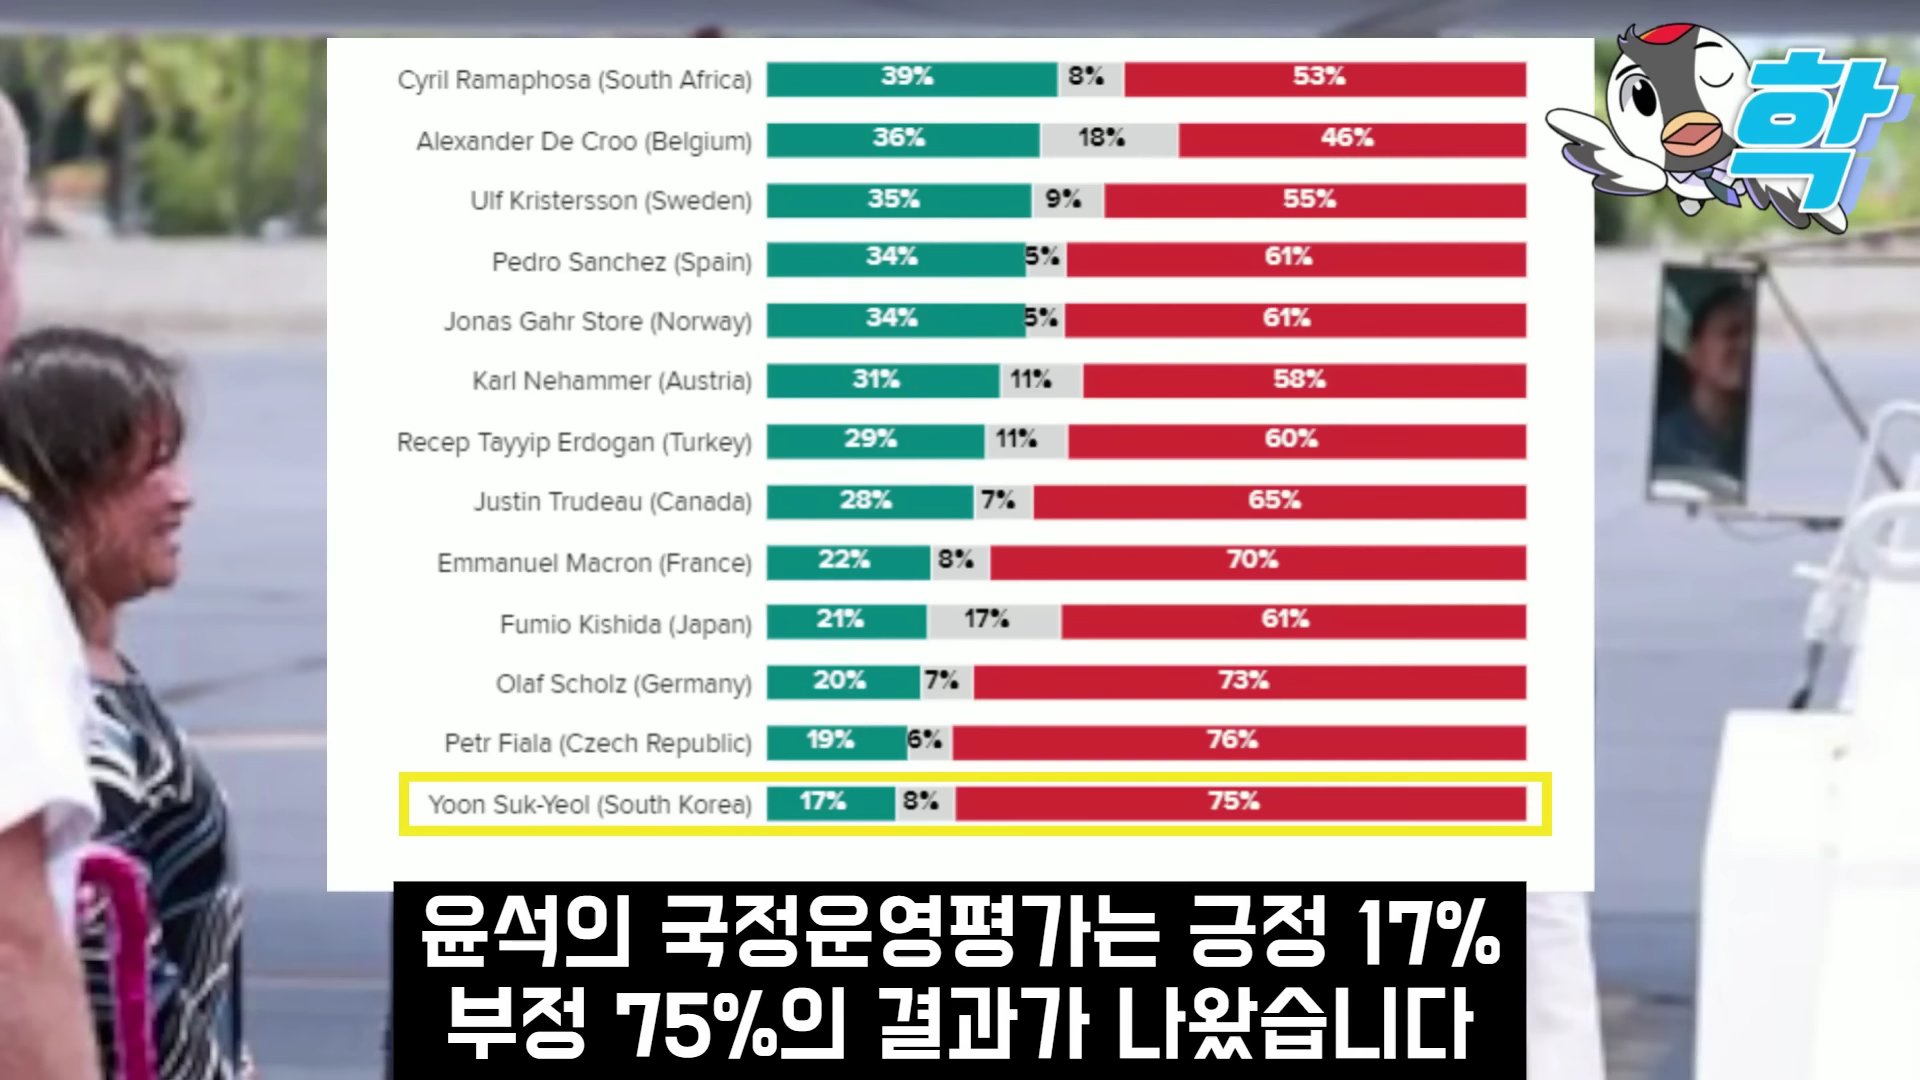 Cyril Ramaphosa (South Africa) 39% 8% 53%
Alexander De Croo (Belgium) 36% 18% 46%
Ulf Kristersson (Sweden) 35% 9% 55%
Pedro Sanchez (Spain) 34% 5% 61%
Jonas Gahr Store (Norway) 34% 5% 61%
Karl Nehammer (Austria) 31% 11% 58%
Recep Tayyip Erdogan (Turkey) 29% 11% 60%
Justin Trudeau (Canada) 28% 7% 65%
Emmanuel Macron (France) 22% 8% 70%
Fumio Kishida (Japan) 21% 17% 61%
Olaf Scholz (Germany) 20% 7% 73%
Petr Fiala (Czech Republic) 19% 6% 76%
Yoon Suk-Yeol (South Korea) 17% 8% 75%
학
윤석의 국정운영평가는 긍정 17%
부정 75%의 결과가 나왔습니다